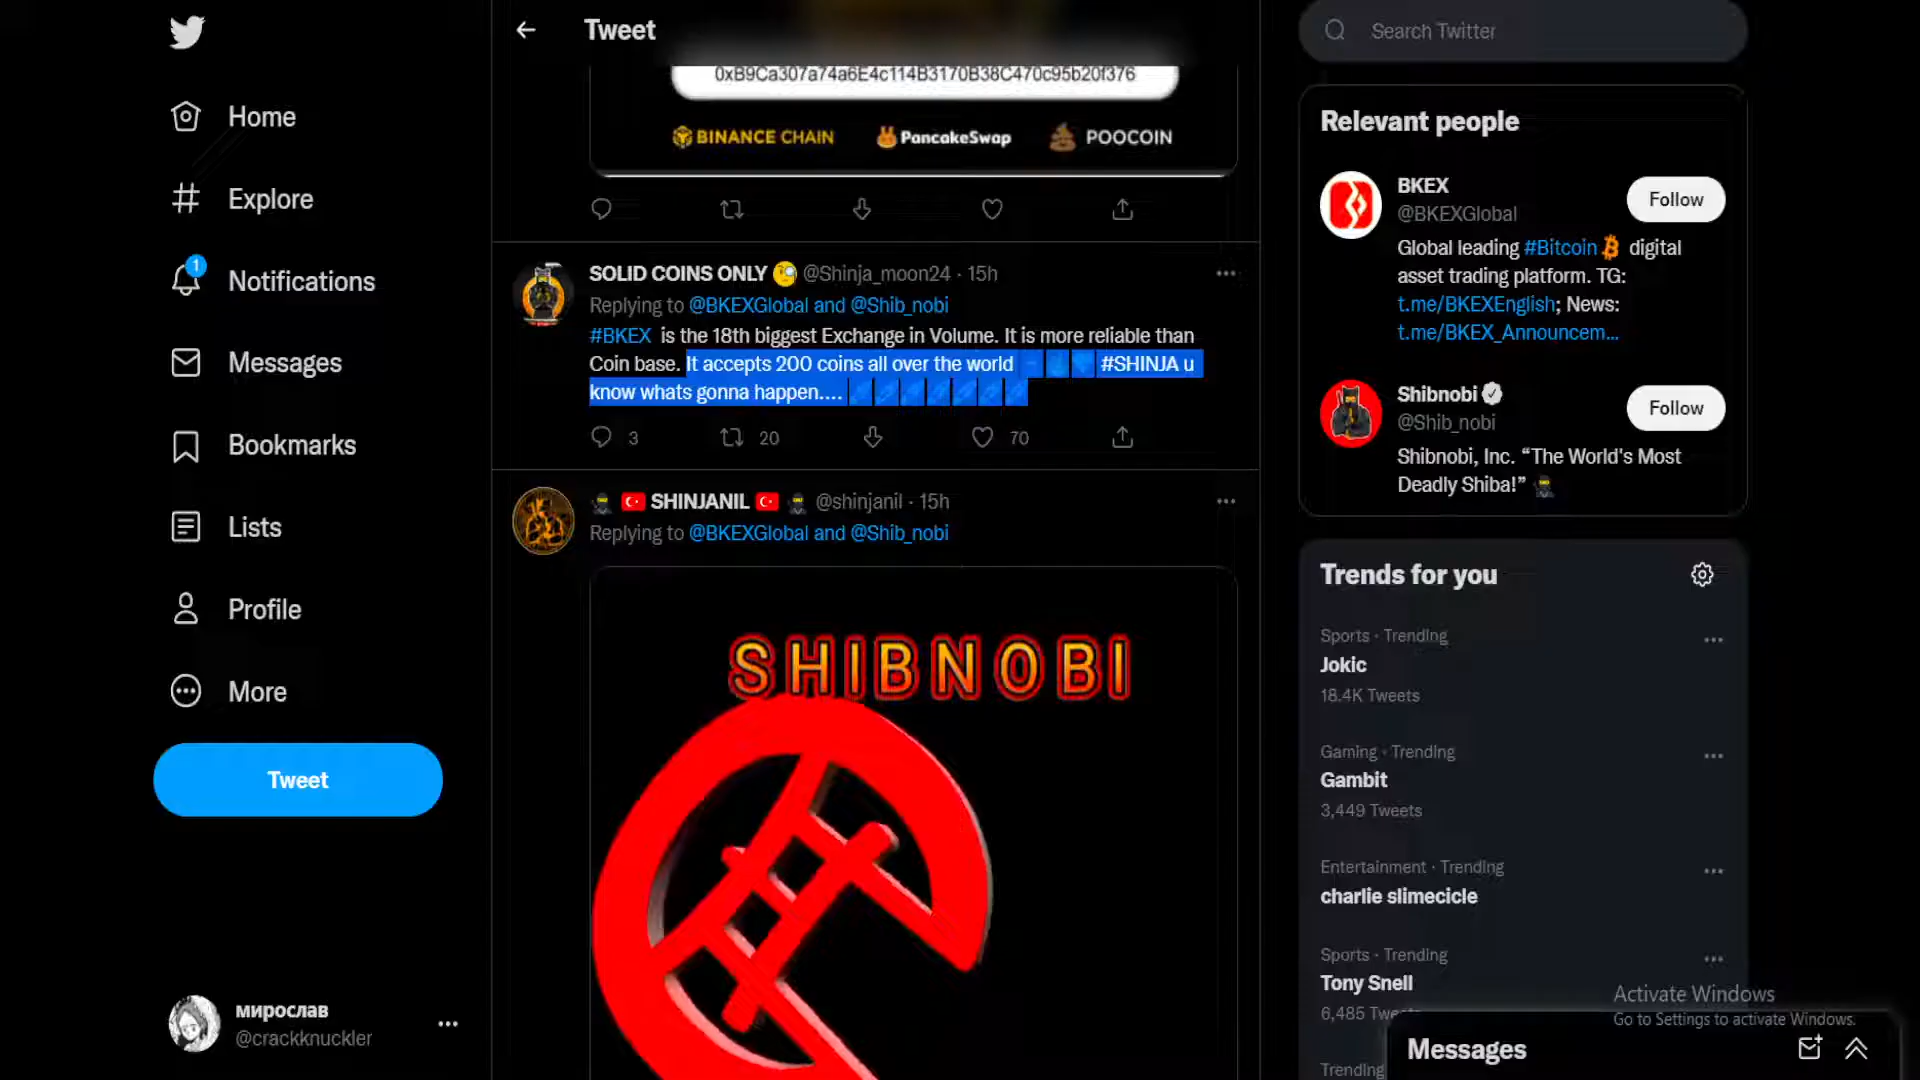 Home
Explore
1
Notifications
Messages
Bookmarks
Lists
Profile
More
Tweet
мирослав
@crackknuckler
Tweet
0xB9Ca307a74a6E4c114B3170B38C470c95b20f376
BINANCE CHAIN PancakeSwap POOCOIN
SOLID COINS ONLY @Shinja_moon24 · 15h
Replying to @BKEXGlobal and @Shib_nobi
#BKEX is the 18th biggest Exchange in Volume. It is more reliable than
Coin base. It accepts 200 coins all over the world #SHINJA u
know whats gonna happen....
3 20 70
SHINJANIL @shinjanil · 15h
Replying to @BKEXGlobal and @Shib_nobi
SHIBNOBI
Search Twitter
Relevant people
BKEX
@BKEXGlobal
Follow
Global leading #Bitcoin digital
asset trading platform. TG:
t.me/BKEXEnglish; News:
t.me/BKEX_Announcem...
Shibnobi
@Shib_nobi
Follow
Shibnobi, Inc. “The World's Most
Deadly Shiba!”
Trends for you
Sports · Trending
Jokic
18.4K Tweets
Gaming · Trending
Gambit
3,449 Tweets
Entertainment · Trending
charlie slimecicle
Sports · Trending
Tony Snell
6,485 Tweets
Trending
Activate Windows
Go to Settings to activate Windows.
Messages